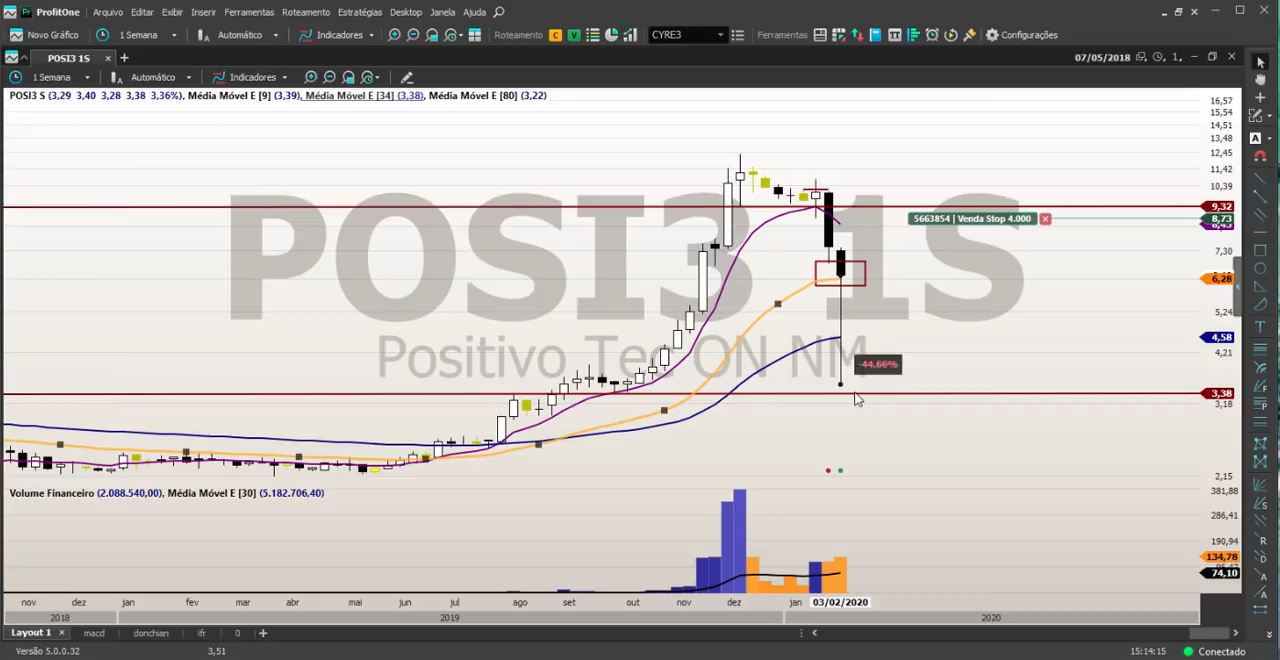 ProfitOne
Arquivo Editar Exibir Inserir Ferramentas Roteamento Estratégias Desktop Janela Ajuda
Novo Gráfico 1 Semana Automático Indicadores Roteamento C V CYRE3 Ferramentas Configurações
POSI3 1S 07/05/2018 1
1 Semana Automático Indicadores
POSI3 S (3,29 3,40 3,28 3,38 3,36%), Média Móvel E [9] (3,39), Média Móvel E [34] (3,38), Média Móvel E [80] (3,22)
16,57
15,54
14,51
13,48
12,45
11,42
10,39
9,32
5663854 | Venda Stop 4.000
8,73
7,30
6,28
5,24
4,58
4,21
3,38
3,18
2,15
POSI3 1S
Positivo Tec ON NM
44,66%
Volume Financeiro (2.088.540,00), Média Móvel E [30] (5.182.706,40)
381,88
286,41
190,94
134,78
74,10
nov dez jan fev mar abr mai jun jul ago set out nov dez jan 03/02/2020
2018 2019 2020
Layout 1 macd donchian ifr 0
Versão 5.0.0.32 3,51 15:14:15 Conectado